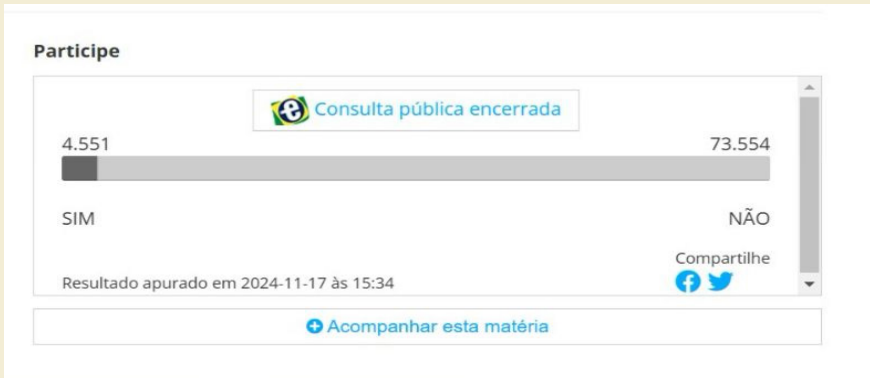 Participe
Consulta pública encerrada
4.551 73.554
SIM NÃO
Compartilhe
Resultado apurado em 2024-11-17 às 15:34
Acompanhar esta matéria